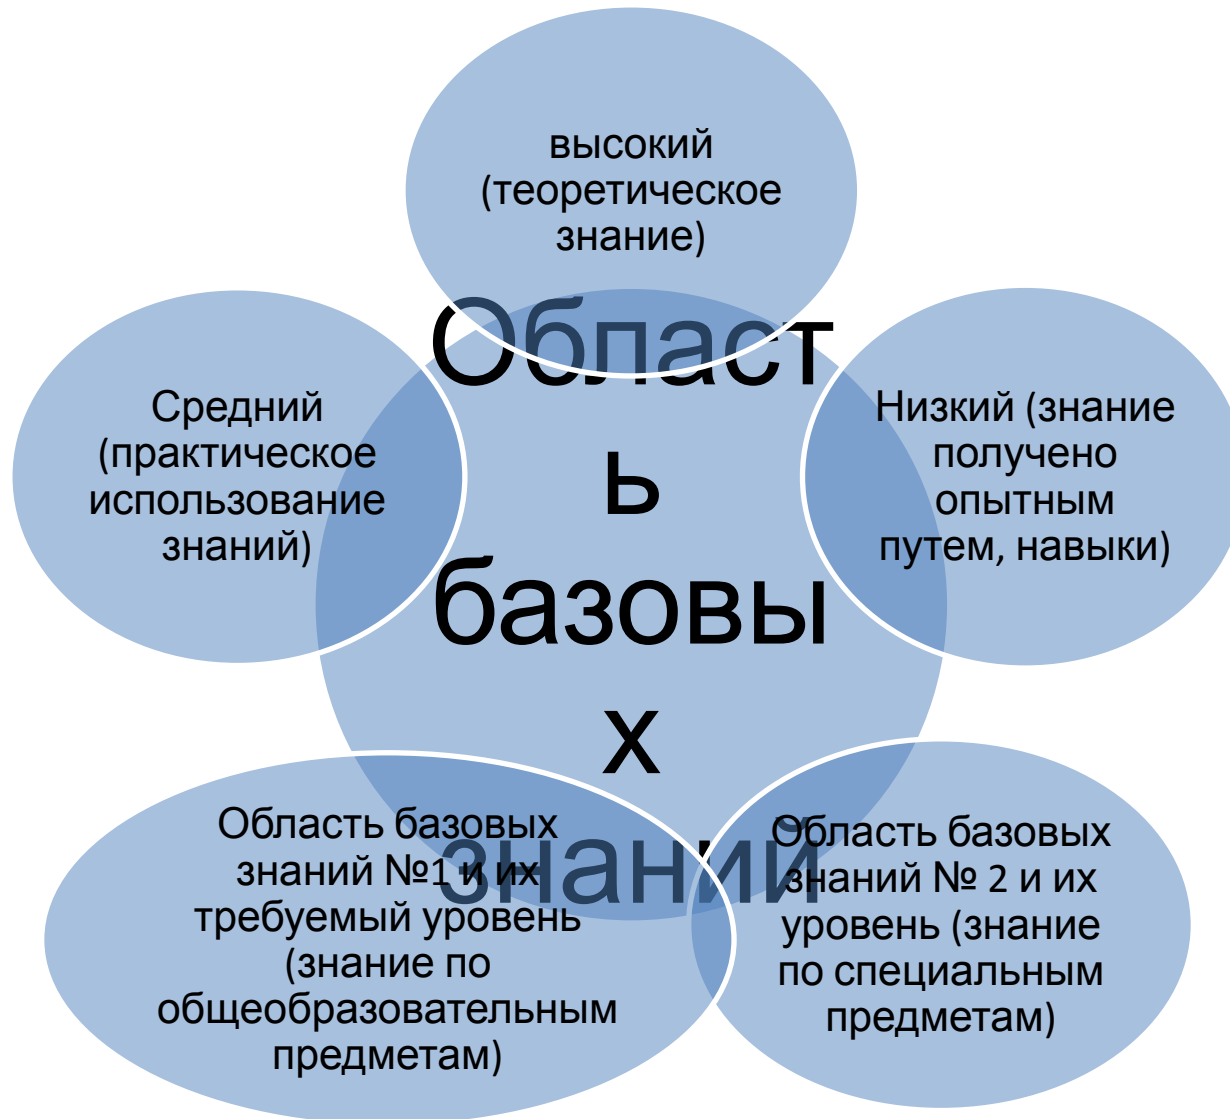 высокий
(теоретическое
знание)
Област
ь
базовы
х
знаний
Средний
(практическое
использование
знаний)
Низкий (знание
получено
опытным
путем, навыки)
Область базовых
знаний №1 и их
требуемый уровень
(знание по
общеобразовательным
предметам)
Область базовых
знаний № 2 и их
уровень (знание
по специальным
предметам)